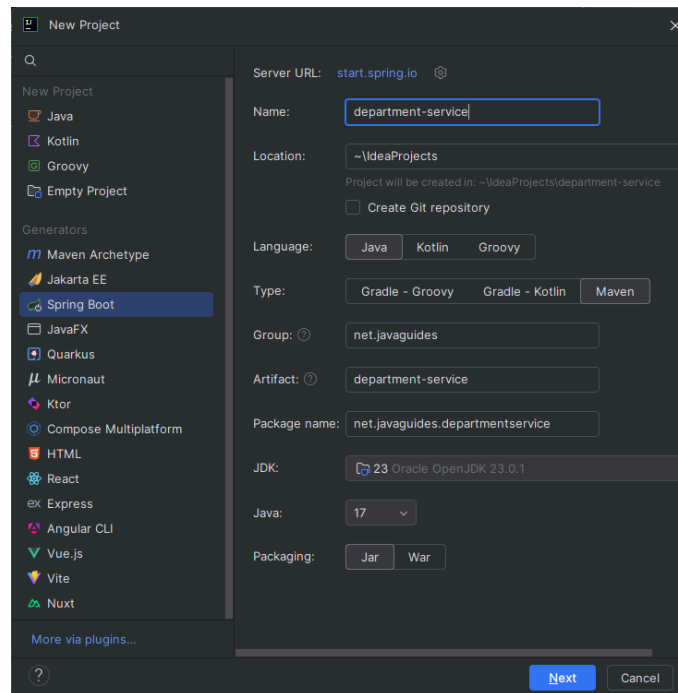 New Project
New Project
Java
Kotlin
Groovy
Empty Project
Generators
Maven Archetype
Jakarta EE
Spring Boot
JavaFX
Quarkus
Micronaut
Ktor
Compose Multiplatform
HTML
React
Express
Angular CLI
Vue.js
Vite
Nuxt
More via plugins...
Server URL: start.spring.io
Name: department-service
Location: ~\IdeaProjects
Project will be created in: ~\IdeaProjects\department-service
Create Git repository
Language: Java Kotlin Groovy
Type: Gradle - Groovy Gradle - Kotlin Maven
Group: net.javaguides
Artifact: department-service
Package name: net.javaguides.departmentservice
JDK: 23 Oracle OpenJDK 23.0.1
Java: 17
Packaging: Jar War
? Next Cancel